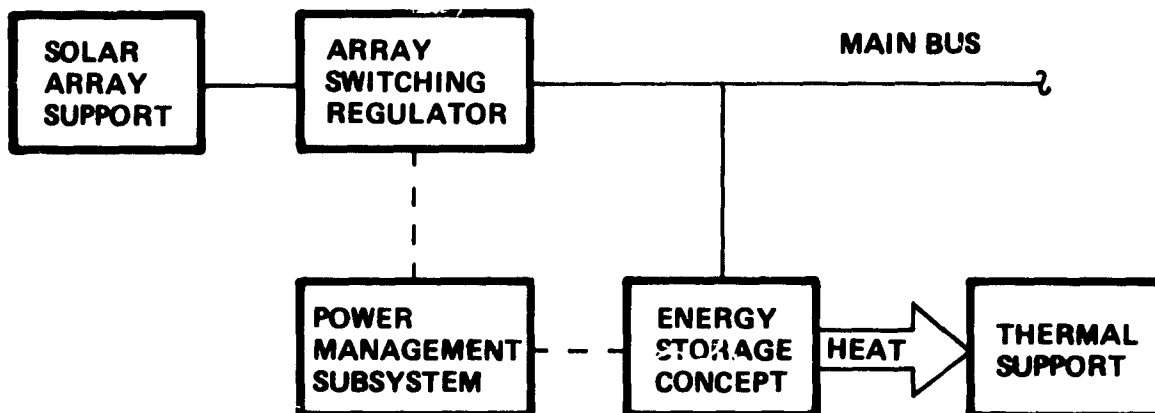 SOLAR
ARRAY
SUPPORT
ARRAY
SWITCHING
REGULATOR
MAIN BUS
POWER
MANAGEMENT
SUBSYSTEM
ENERGY
STORAGE
CONCEPT
HEAT
THERMAL
SUPPORT